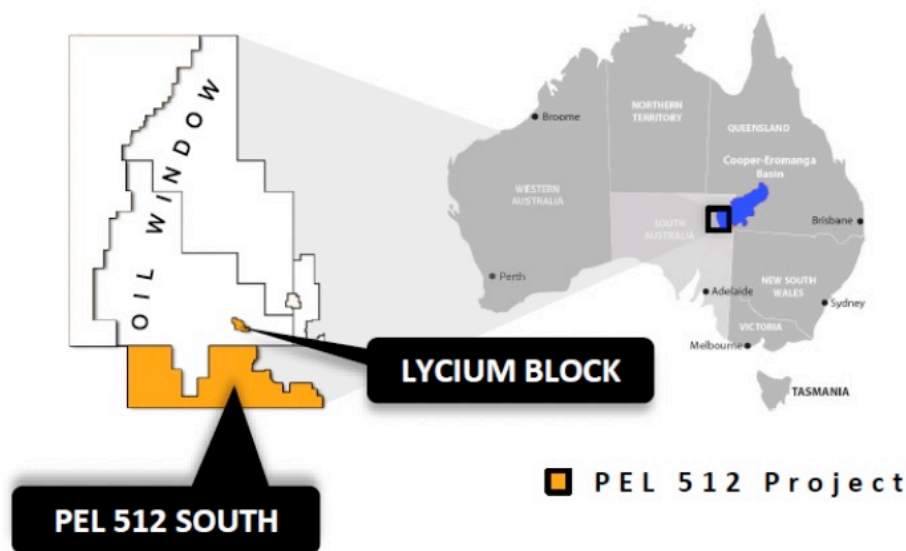 OIL WINDOW
LYCIUM BLOCK
PEL 512 SOUTH
Broome
NORTHERN
TERRITORY
QUEENSLAND
Cooper-Eromanga
Basin
WESTERN
AUSTRALIA
SOUTH
AUSTRALIA
Brisbane
Perth
NEW SOUTH
WALES
Adelaide
Sydney
VICTORIA
Melbourne
TASMANIA
PEL 512 Project